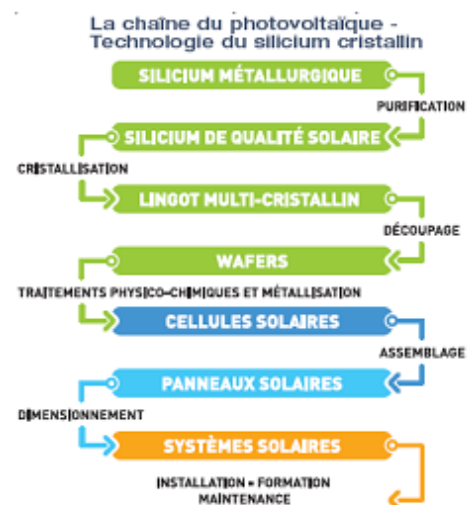 La chaîne du photovoltaïque -
Technologie du silicium cristallin
SILICIUM MÉTALLURGIQUE
PURIFICATION
SILICIUM DE QUALITÉ SOLAIRE
CRISTALLISATION
LINGOT MULTI-CRISTALLIN
DÉCOUPAGE
WAFERS
TRAITEMENTS PHYSICO-CHIMIQUES ET MÉTALLISATION
CELLULES SOLAIRES
ASSEMBLAGE
PANNEAUX SOLAIRES
DIMENSIONNEMENT
SYSTÈMES SOLAIRES
INSTALLATION - FORMATION
MAINTENANCE